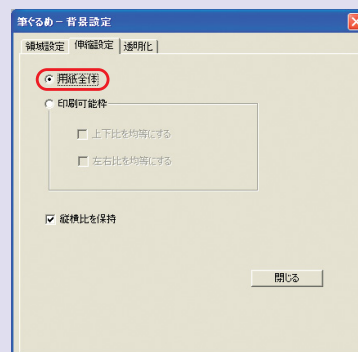 筆ぐるめ - 背景設定
領域設定 伸縮設定 透明化
用紙全体
印刷可能枠
上下比を均等にする
左右比を均等にする
縦横比を保持
閉じる